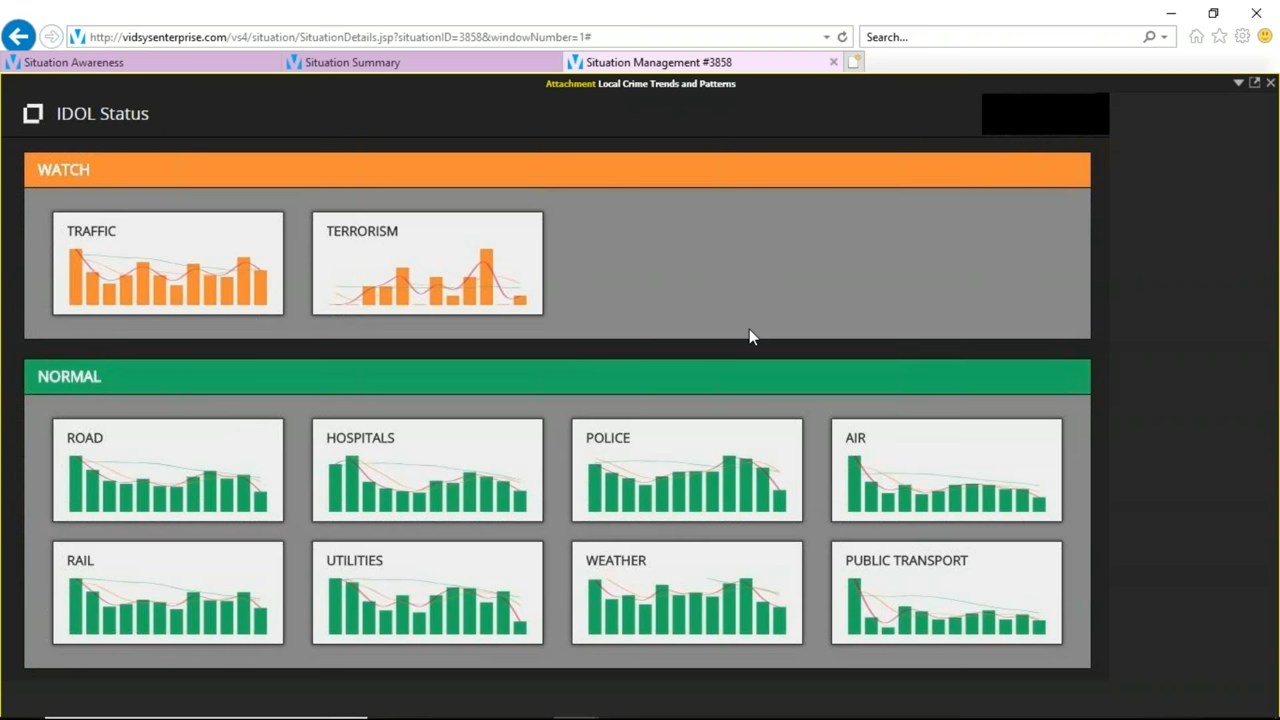 http://vidsysenterprise.com/vs4/situation/SituationDetails.jsp?situationID=3858&windowNumber=1#
Search...
Situation Awareness
Situation Summary
Situation Management #3858
Attachment Local Crime Trends and Patterns
IDOL Status
WATCH
TRAFFIC
TERRORISM
NORMAL
ROAD
HOSPITALS
POLICE
AIR
RAIL
UTILITIES
WEATHER
PUBLIC TRANSPORT